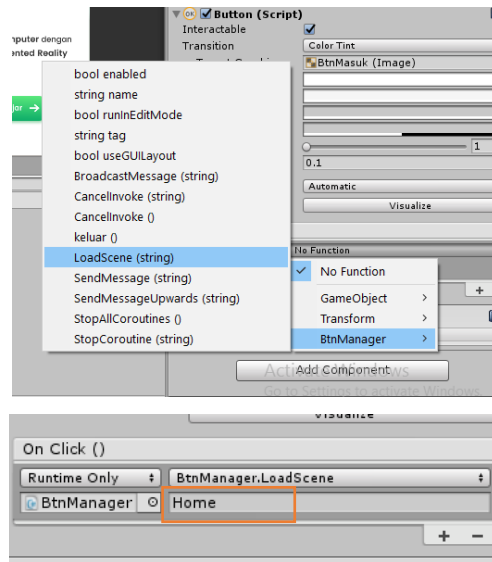 Button (Script)
Interactable
Transition
Color Tint
BtnMasuk (Image)
mputer dengan
ented Reality
jar →
bool enabled
string name
bool runInEditMode
string tag
bool useGUILayout
BroadcastMessage (string)
CancelInvoke (string)
CancelInvoke ()
keluar ()
LoadScene (string)
SendMessage (string)
SendMessageUpwards (string)
StopAllCoroutines ()
StopCoroutine (string)
1
0.1
Automatic
Visualize
No Function
✓ No Function
GameObject >
Transform >
BtnManager >
+
Add Component
Activate Windows
Go to Settings to activate Windows.
Visualize
On Click ()
Runtime Only
BtnManager.LoadScene
BtnManager
Home
+ −